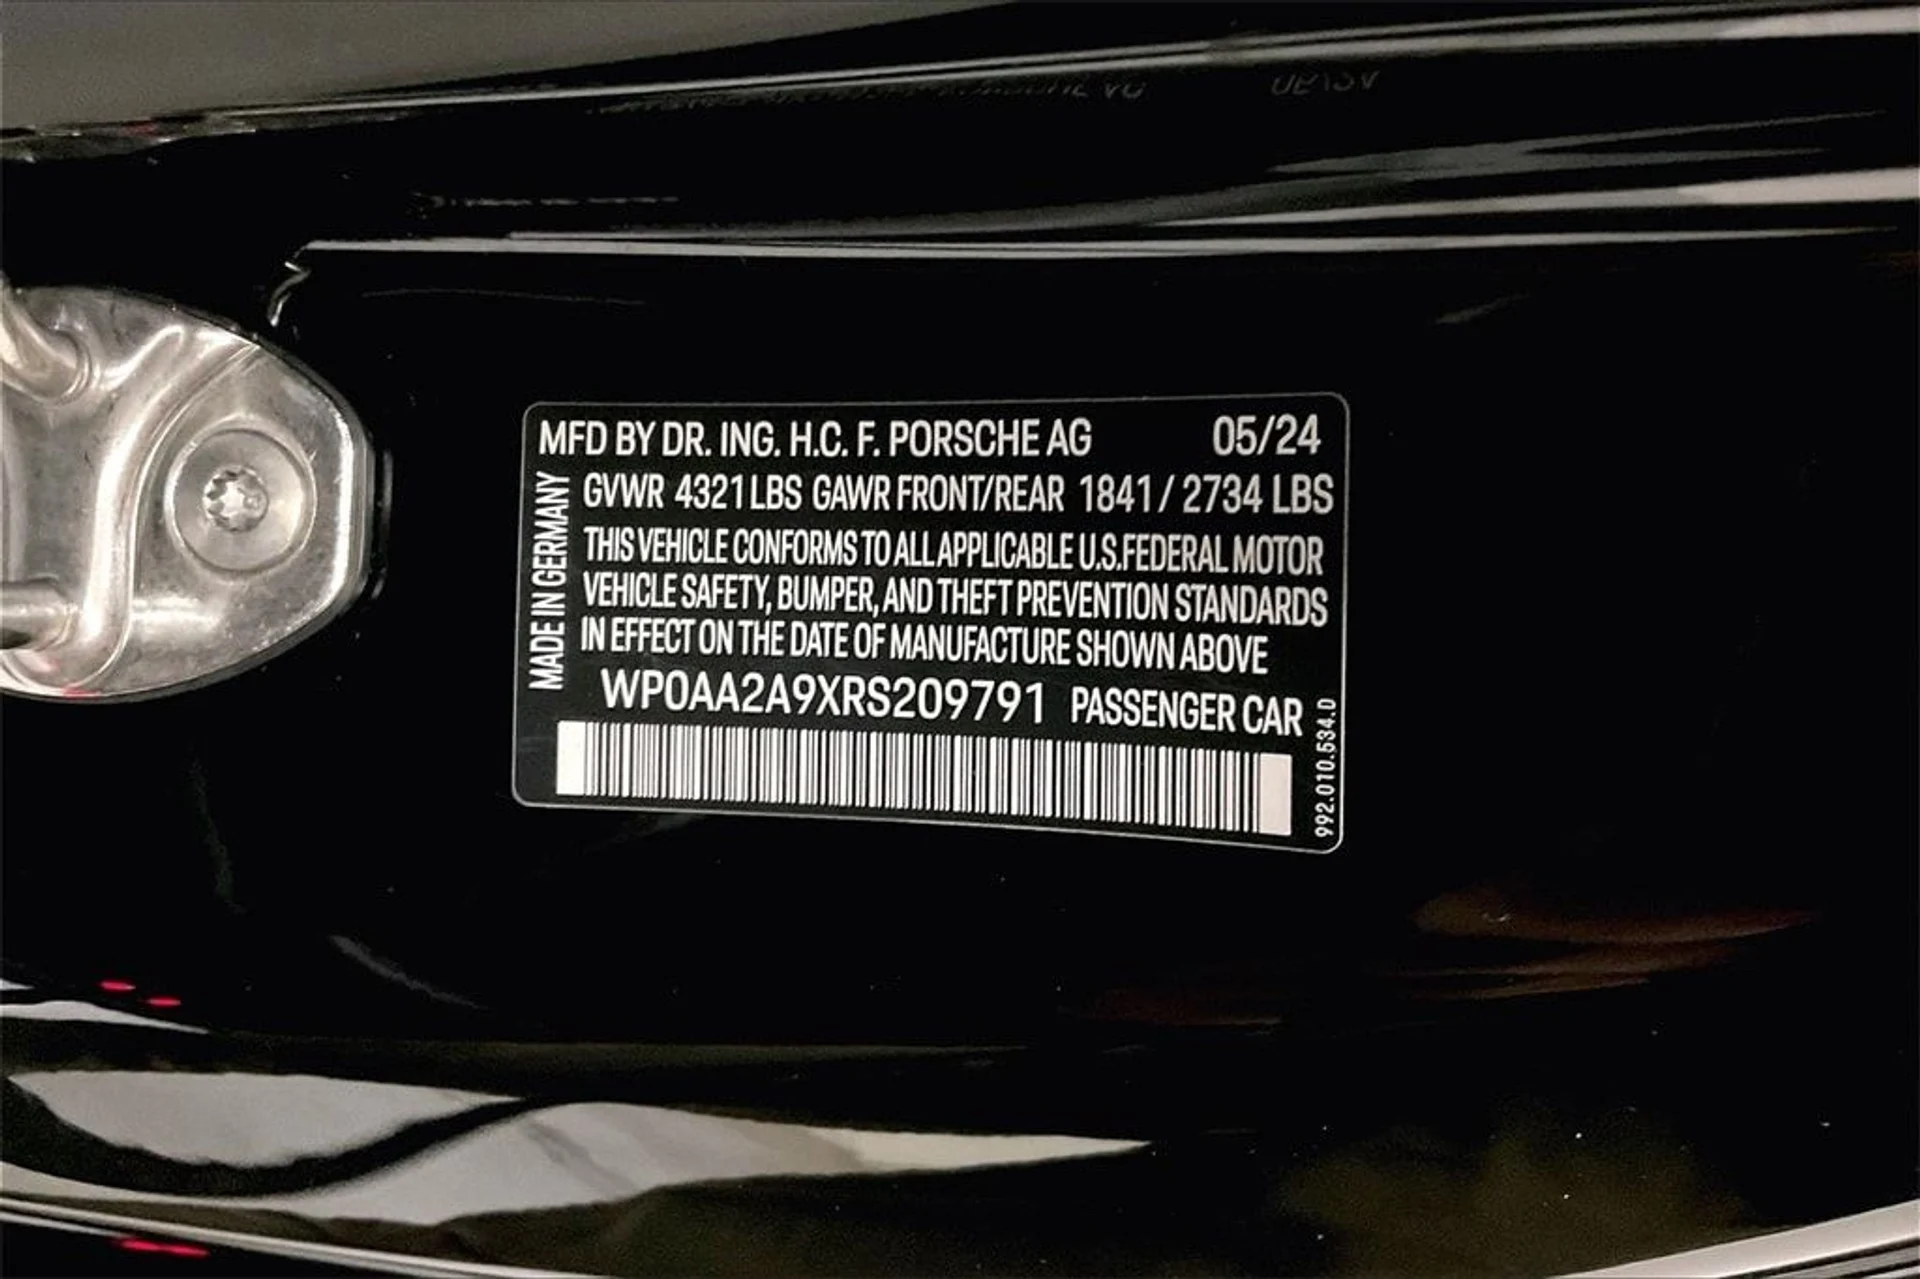 MFD BY DR. ING. H.C. F. PORSCHE AG 05/24
GVWR 4321 LBS GAWR FRONT/REAR 1841 / 2734 LBS
THIS VEHICLE CONFORMS TO ALL APPLICABLE U.S. FEDERAL MOTOR
VEHICLE SAFETY, BUMPER, AND THEFT PREVENTION STANDARDS
IN EFFECT ON THE DATE OF MANUFACTURE SHOWN ABOVE
WP0AA2A9XRS209791 PASSENGER CAR
MADE IN GERMANY
992.010.534.D